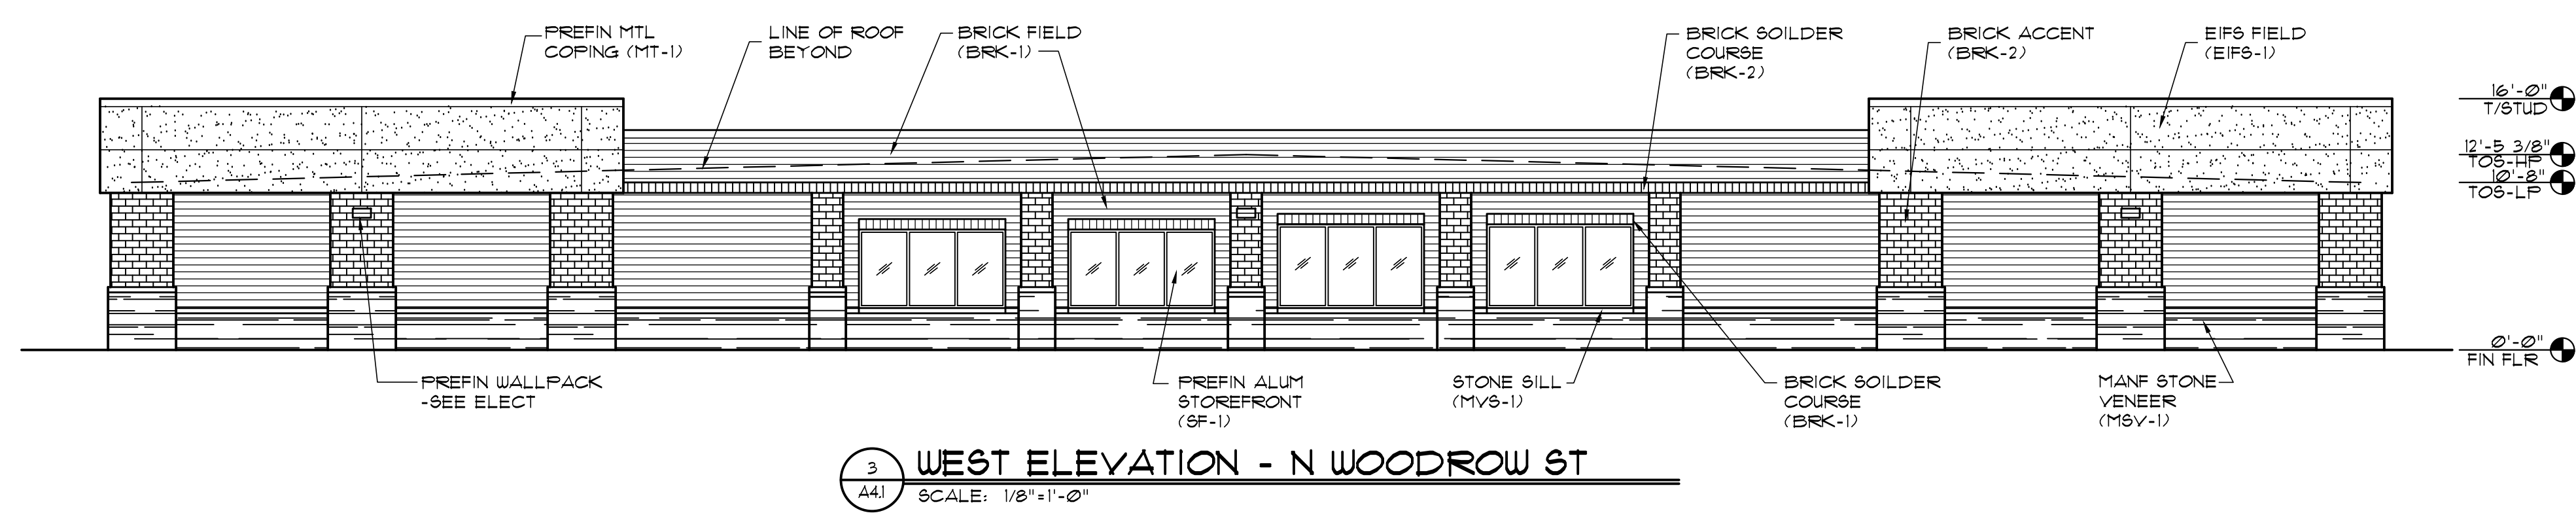 PREFIN MTL
COPING (MT-1)
LINE OF ROOF
BEYOND
BRICK FIELD
(BRK-1)
BRICK SOILDER
COURSE
(BRK-2)
BRICK ACCENT
(BRK-2)
EIFS FIELD
(EIFS-1)
16'-0"
T/STUD
12'-5 3/8"
TOS-HP
10'-8"
TOS-LP
0'-0"
FIN FLR
PREFIN WALLPACK
-SEE ELECT
PREFIN ALUM
STOREFRONT
(SF-1)
STONE SILL
(MVS-1)
BRICK SOILDER
COURSE
(BRK-1)
MANF STONE
VENEER
(MSV-1)
3
A4.1
WEST ELEVATION - N WOODROW ST
SCALE: 1/8"=1'-0"